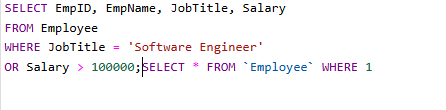 SELECT EmpID, EmpName, JobTitle, Salary
FROM Employee
WHERE JobTitle = 'Software Engineer'
OR Salary > 100000;SELECT * FROM `Employee` WHERE 1